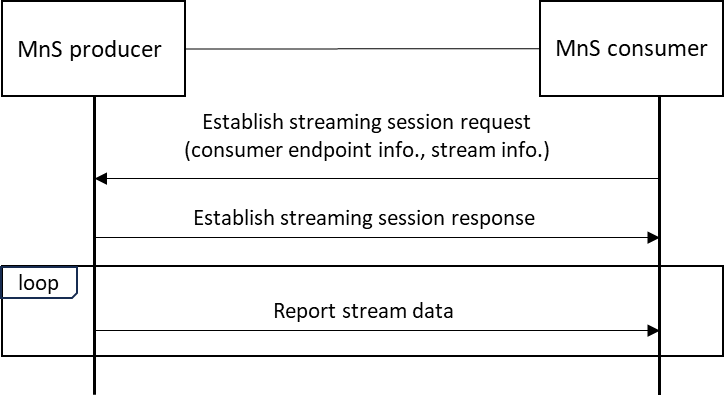 MnS producer
MnS consumer
Establish streaming session request
(consumer endpoint info., stream info.)
Establish streaming session response
loop
Report stream data